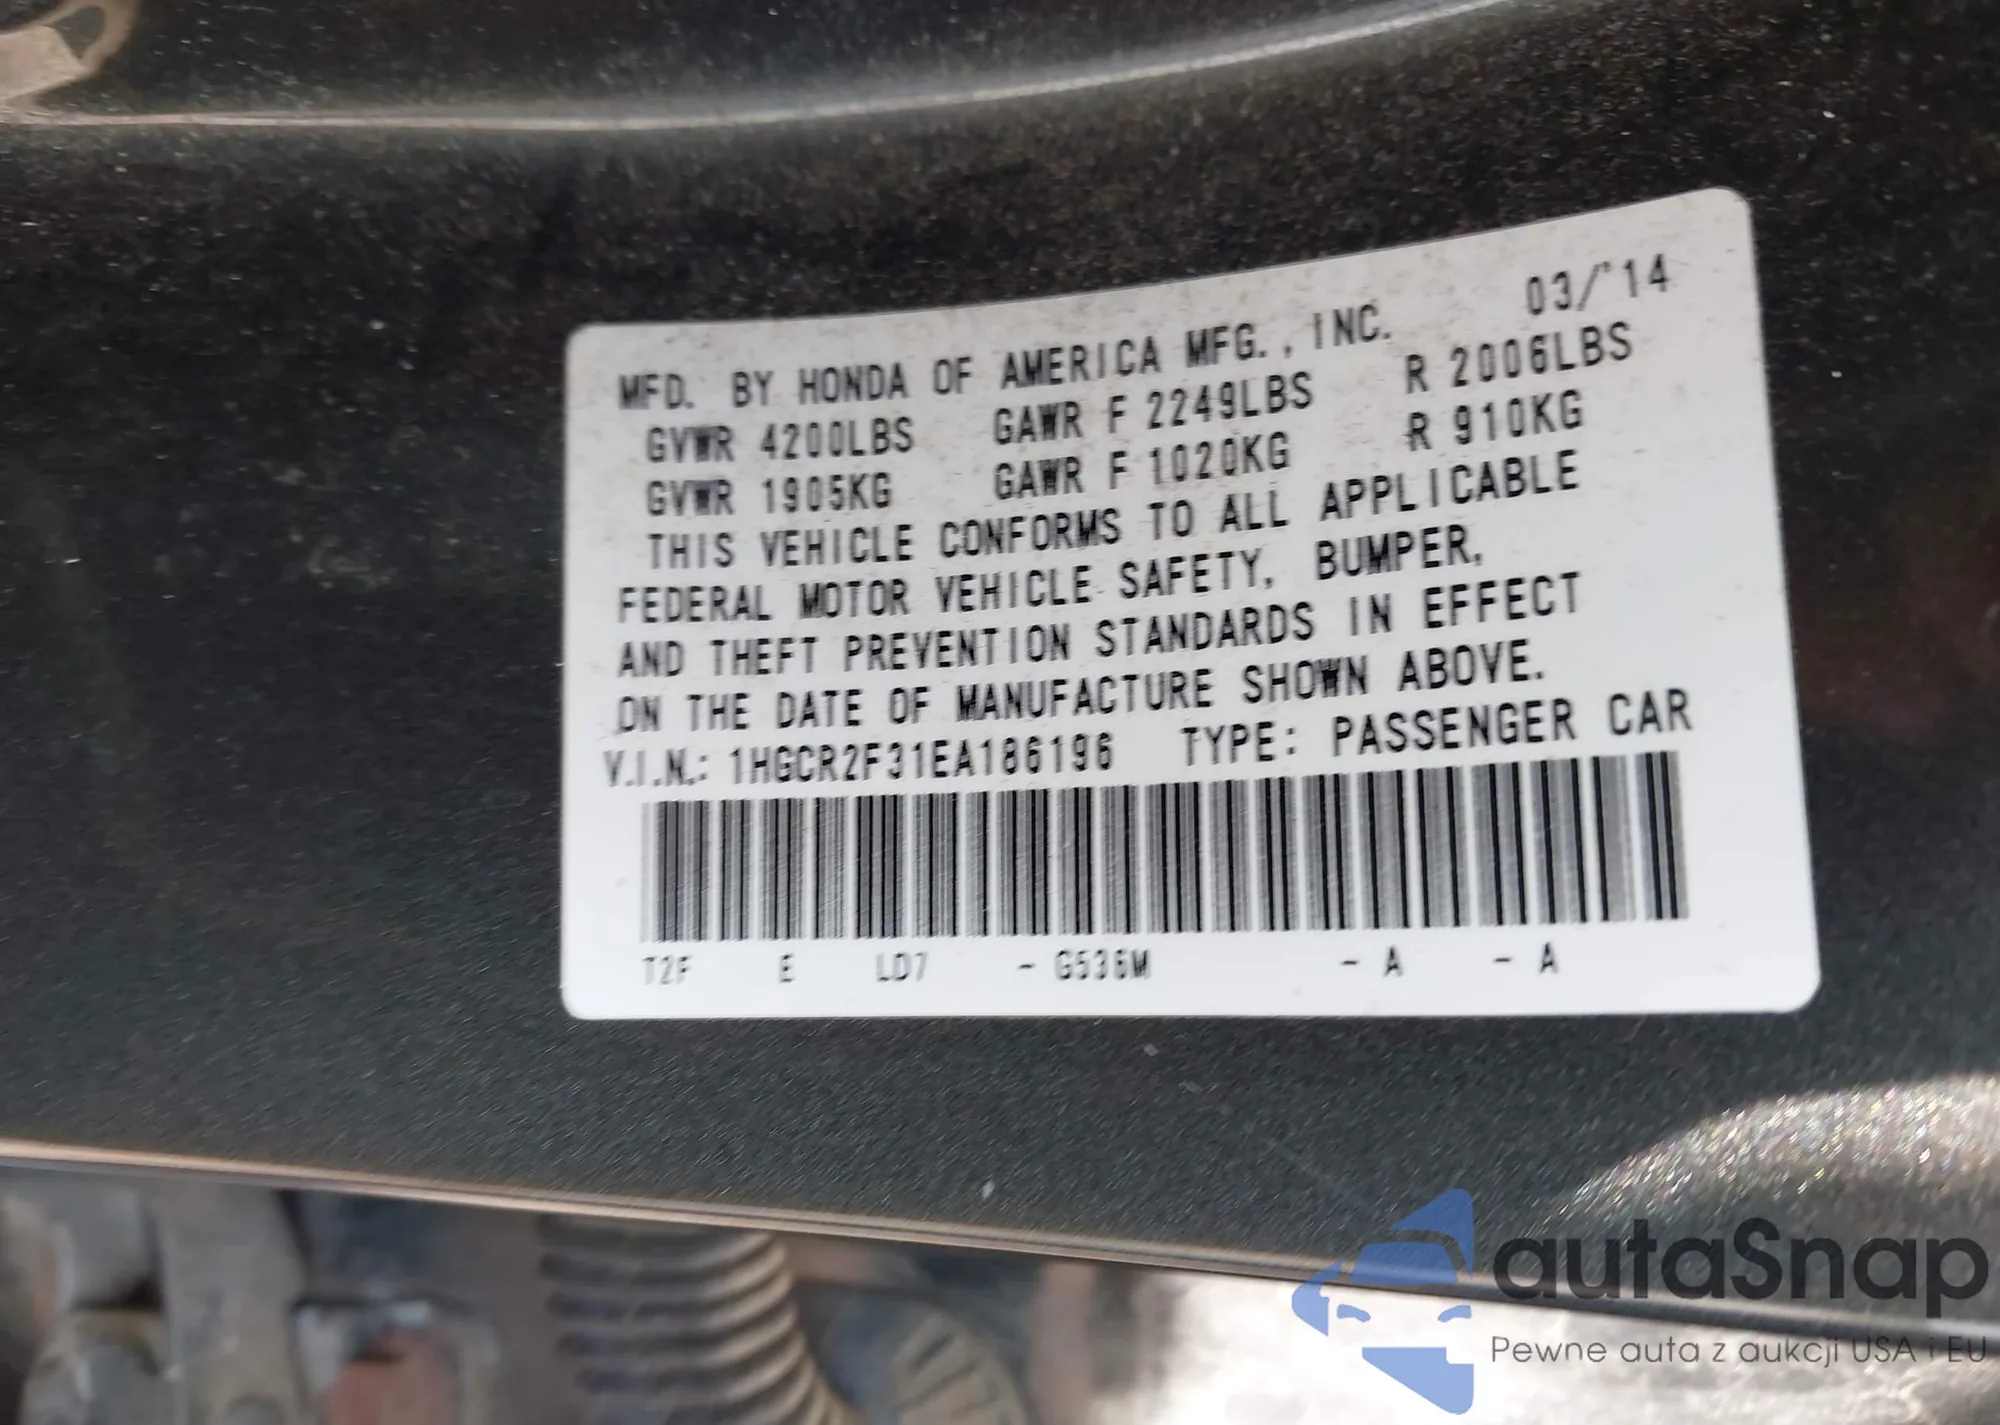 03/'14
MFD. BY HONDA OF AMERICA MFG., INC.
GVWR 4200LBS GAWR F 2249LBS R 2006LBS
GVWR 1905KG GAWR F 1020KG R 910KG
THIS VEHICLE CONFORMS TO ALL APPLICABLE
FEDERAL MOTOR VEHICLE SAFETY, BUMPER,
AND THEFT PREVENTION STANDARDS IN EFFECT
ON THE DATE OF MANUFACTURE SHOWN ABOVE.
V.I.N.: 1HGCR2F31EA186196 TYPE: PASSENGER CAR
T2F E LD7 - G536M - A - A
autaSnap
Pewne auta z aukcji USA i EU